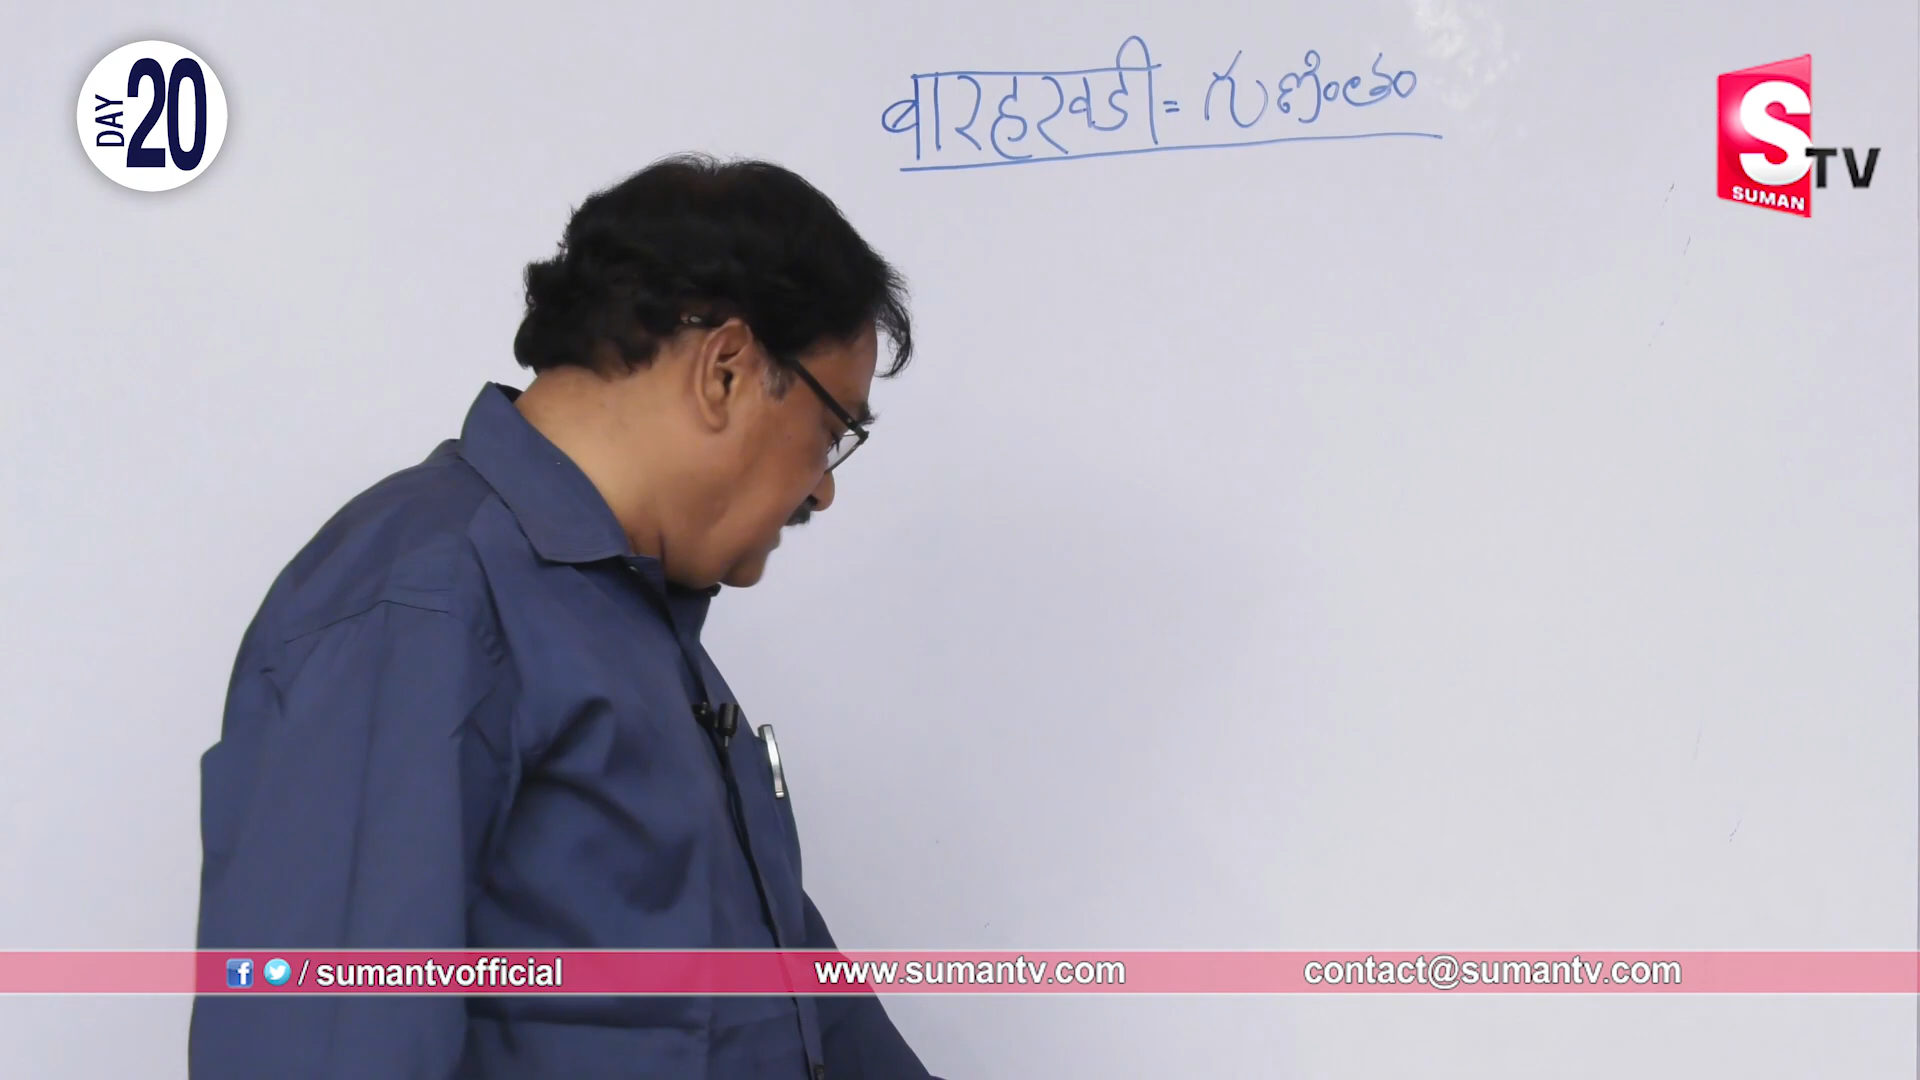 DAY 20
बारहखडी = గుణింతం
S TV
SUMAN
/ sumantvofficial
www.sumantv.com
contact@sumantv.com